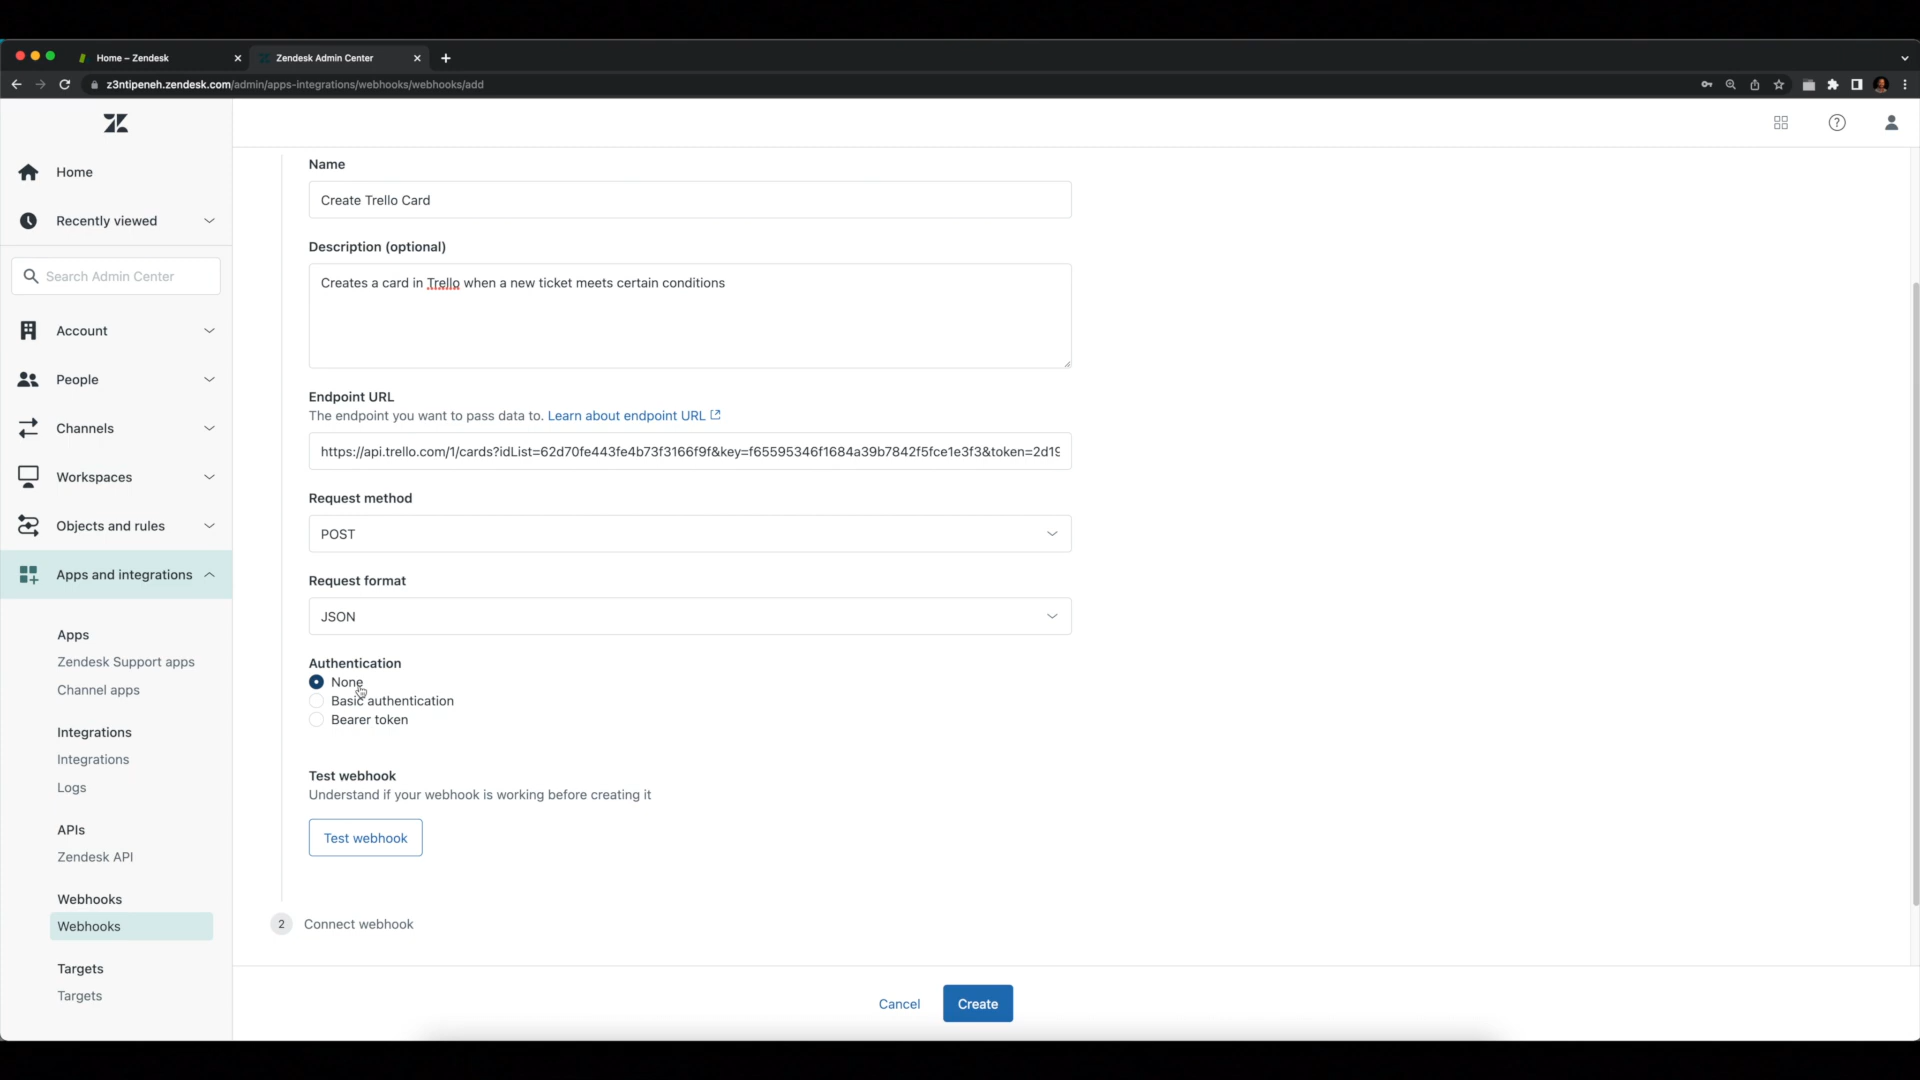 Home – Zendesk
Zendesk Admin Center
z3ntipeneh.zendesk.com/admin/apps-integrations/webhooks/webhooks/add
Home
Recently viewed
Search Admin Center
Account
People
Channels
Workspaces
Objects and rules
Apps and integrations
Apps
Zendesk Support apps
Channel apps
Integrations
Integrations
Logs
APIs
Zendesk API
Webhooks
Webhooks
Targets
Targets
Name
Create Trello Card
Description (optional)
Creates a card in Trello when a new ticket meets certain conditions
Endpoint URL
The endpoint you want to pass data to. Learn about endpoint URL
https://api.trello.com/1/cards?idList=62d70fe443fe4b73f3166f9f&key=f65595346f1684a39b7842f5fce1e3f3&token=2d19
Request method
POST
Request format
JSON
Authentication
None
Basic authentication
Bearer token
Test webhook
Understand if your webhook is working before creating it
Test webhook
2 Connect webhook
Cancel
Create